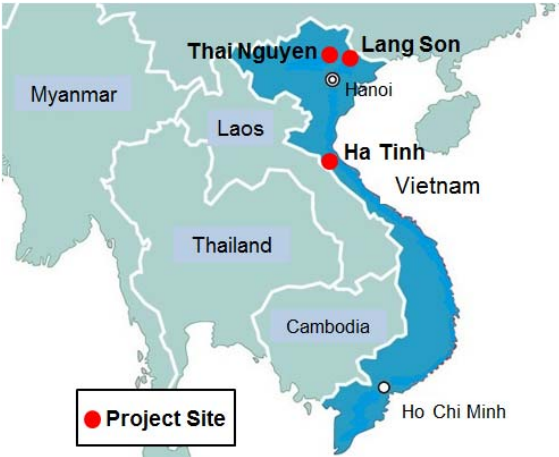 Thai Nguyen
Lang Son
Myanmar
Hanoi
Laos
Ha Tinh
Vietnam
Thailand
Cambodia
Project Site
Ho Chi Minh